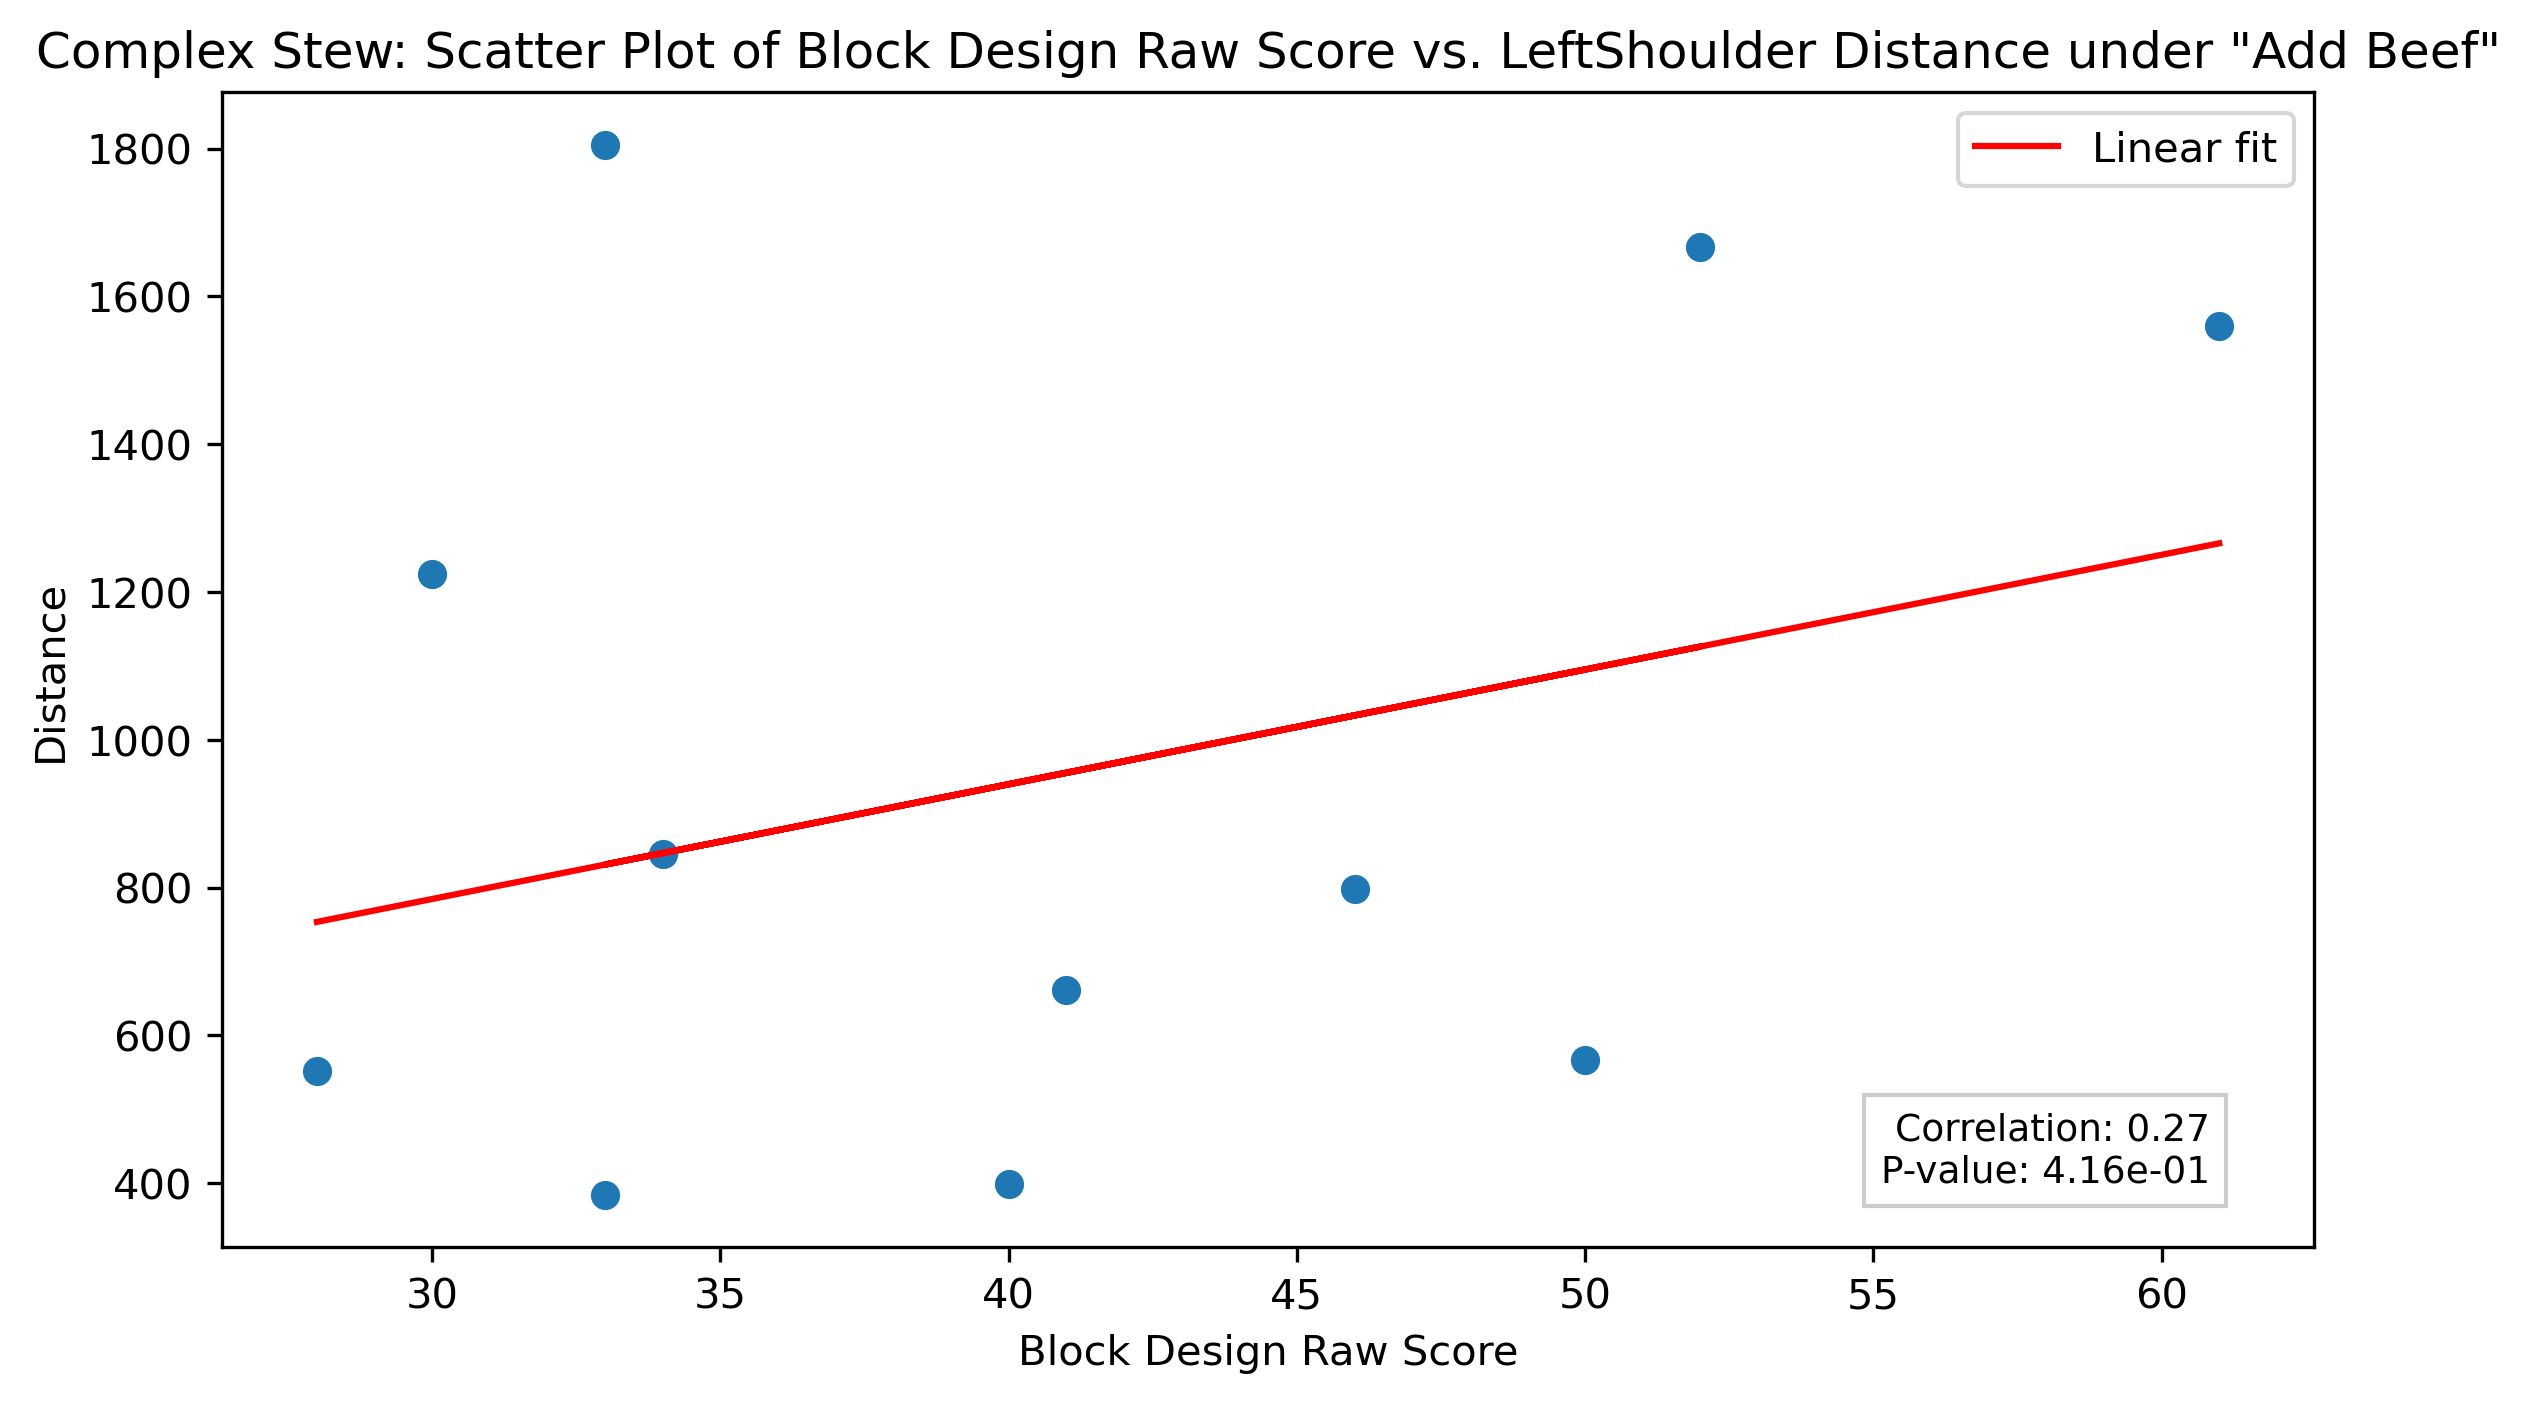 Complex Stew: Scatter Plot of Block Design Raw Score vs. LeftShoulder Distance under "Add Beef"
Linear fit
Distance
1800
1600
1400
1200
1000
800
600
400
Correlation: 0.27
P-value: 4.16e-01
30 35 40 45 50 55 60
Block Design Raw Score